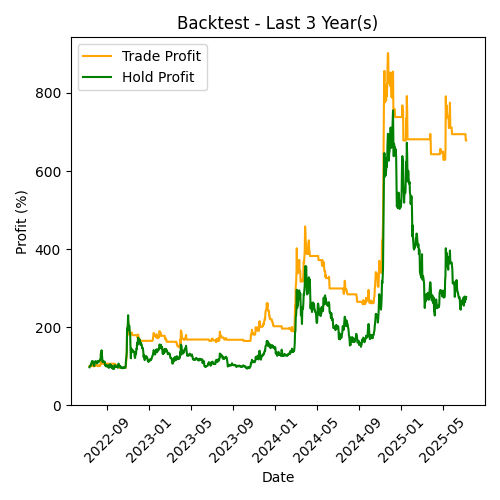 Backtest - Last 3 Year(s)
Trade Profit
Hold Profit
Profit (%)
800
600
400
200
0
2022-09
2023-01
2023-05
2023-09
2024-01
2024-05
2024-09
2025-01
2025-05
Date